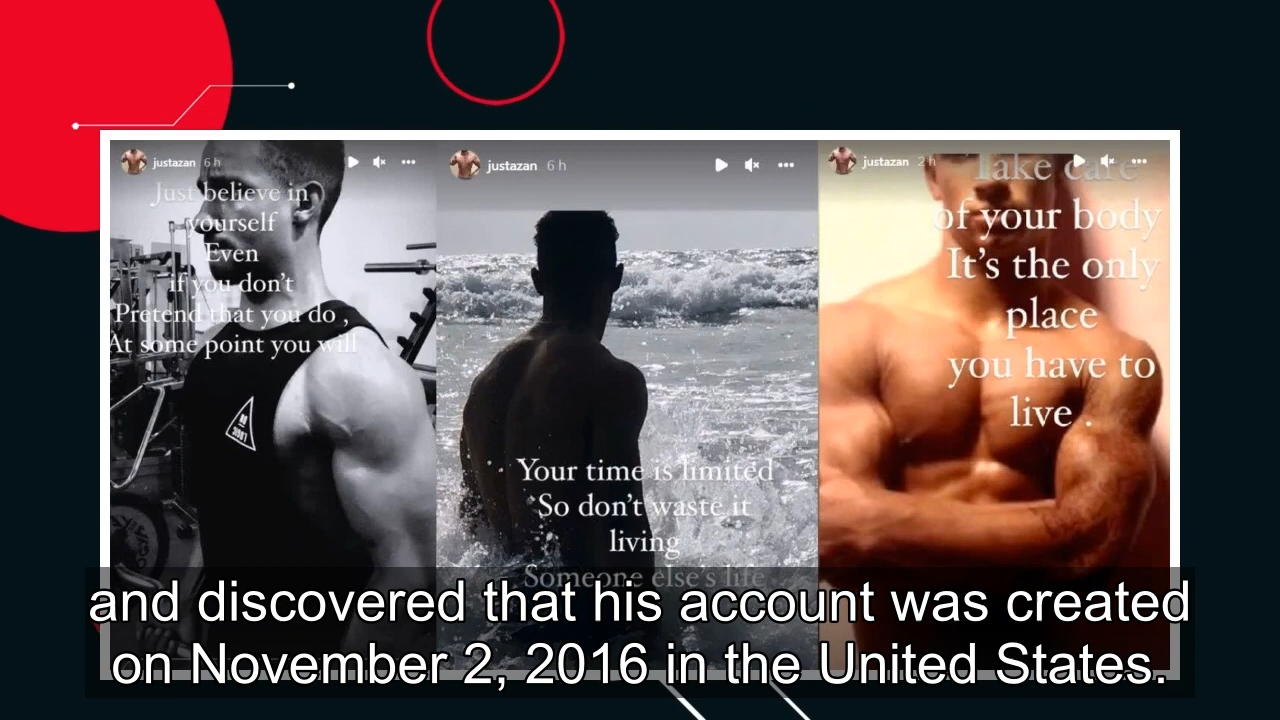 justazan 6 h
Just believe in
yourself
Even
if you don't
Pretend that you do ,
At some point you will
justazan 6 h
Your time is limited
So don't waste it
living
Someone else's life
justazan 2 h
Take care
of your body
It's the only
place
you have to
live .
and discovered that his account was created
on November 2, 2016 in the United States.